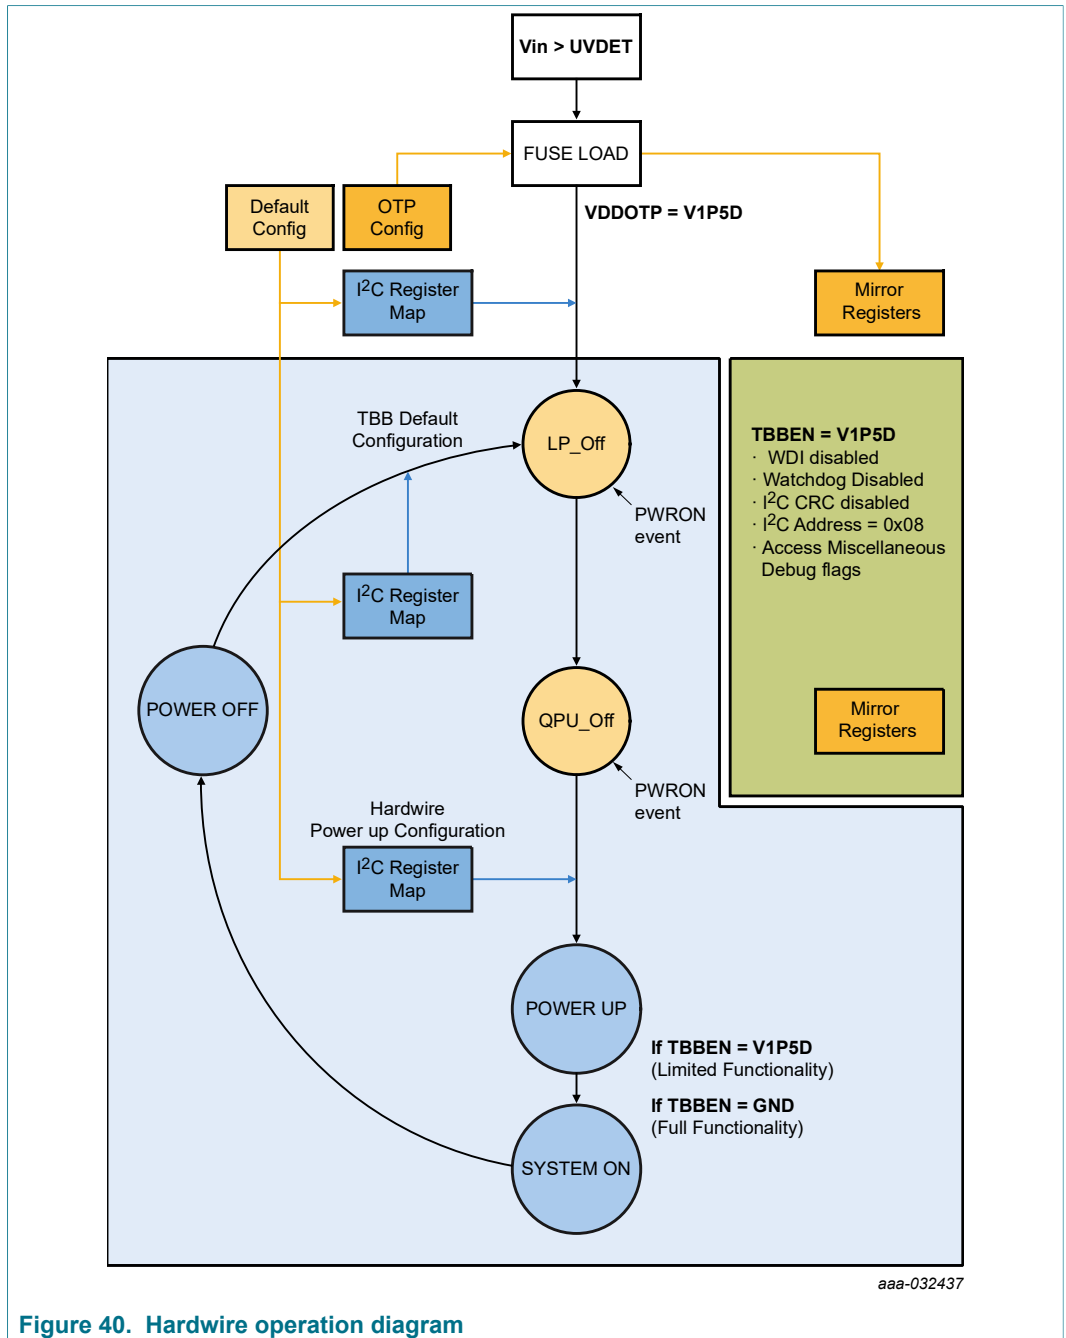 Vin > UVDET
FUSE LOAD
VDDOTP = V1P5D
Default
Config
OTP
Config
I²C Register
Map
Mirror
Registers
TBB Default
Configuration
LP_Off
PWRON
event
TBBEN = V1P5D
· WDI disabled
· Watchdog Disabled
· I²C CRC disabled
· I²C Address = 0x08
· Access Miscellaneous
Debug flags
I²C Register
Map
POWER OFF
QPU_Off
Mirror
Registers
PWRON
event
Hardwire
Power up Configuration
I²C Register
Map
POWER UP
If TBBEN = V1P5D
(Limited Functionality)
If TBBEN = GND
(Full Functionality)
SYSTEM ON
aaa-032437
Figure 40. Hardwire operation diagram